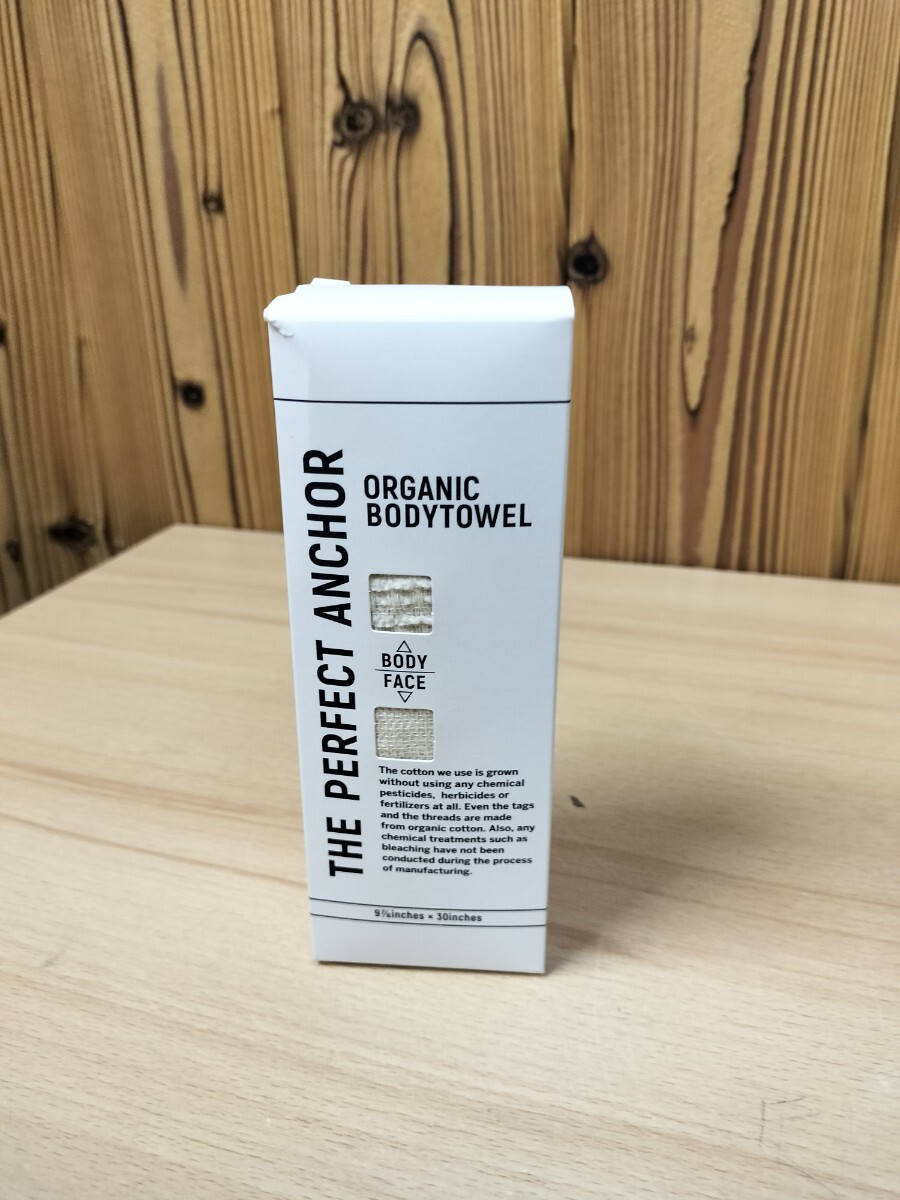 THE PERFECT ANCHOR
ORGANIC
BODYTOWEL
BODY
FACE
The cotton we use is grown
without using any chemical
pesticides, herbicides or
fertilizers at all. Even the tags
and the threads are made
from organic cotton. Also, any
chemical treatments such as
bleaching have not been
conducted during the process
of manufacturing.
9⅞inches × 30inches